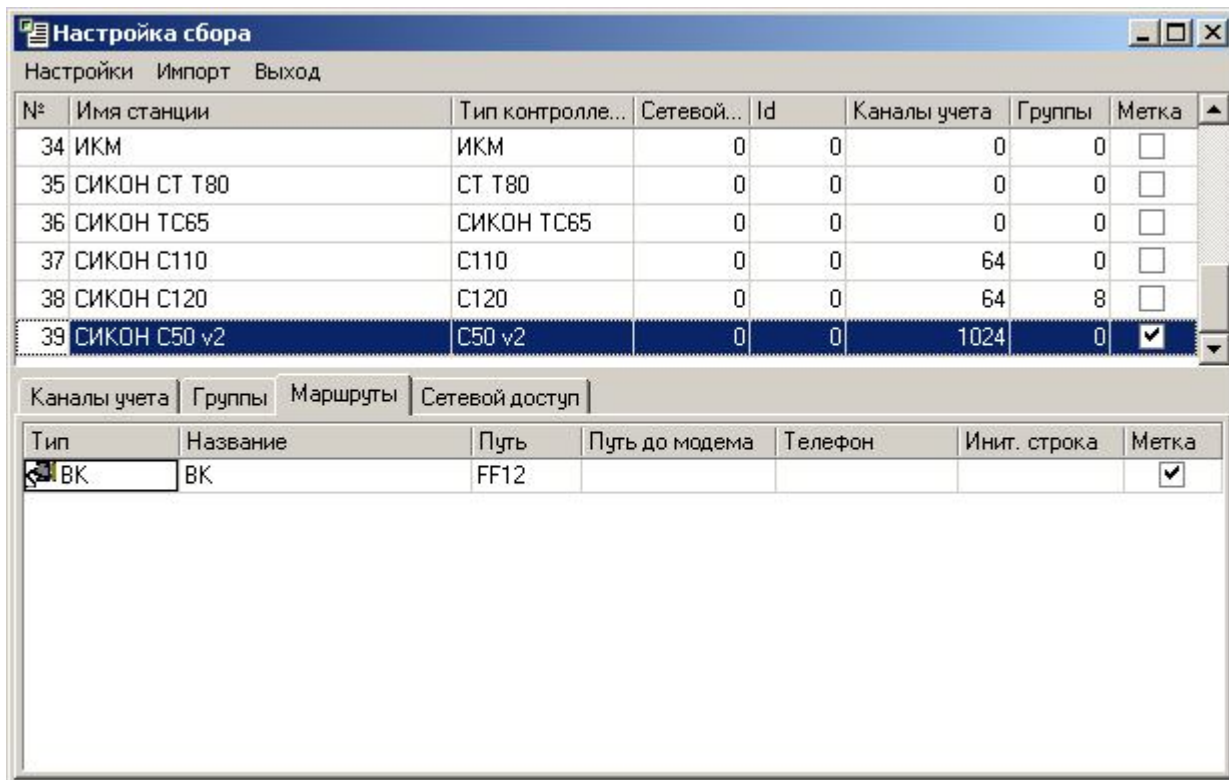 Настройка сбора
Настройки Импорт Выход
№ Имя станции Тип контролле... Сетевой... Id Каналы учета Группы Метка
34 ИКМ ИКМ 0 0 0 0
35 СИКОН СТ Т80 СТ Т80 0 0 0 0
36 СИКОН ТС65 СИКОН ТС65 0 0 0 0
37 СИКОН С110 С110 0 0 64 0
38 СИКОН С120 С120 0 0 64 8
39 СИКОН С50 v2 С50 v2 0 0 1024 0
Каналы учета Группы Маршруты Сетевой доступ
Тип Название Путь Путь до модема Телефон Инит. строка Метка
ВК ВК FF12